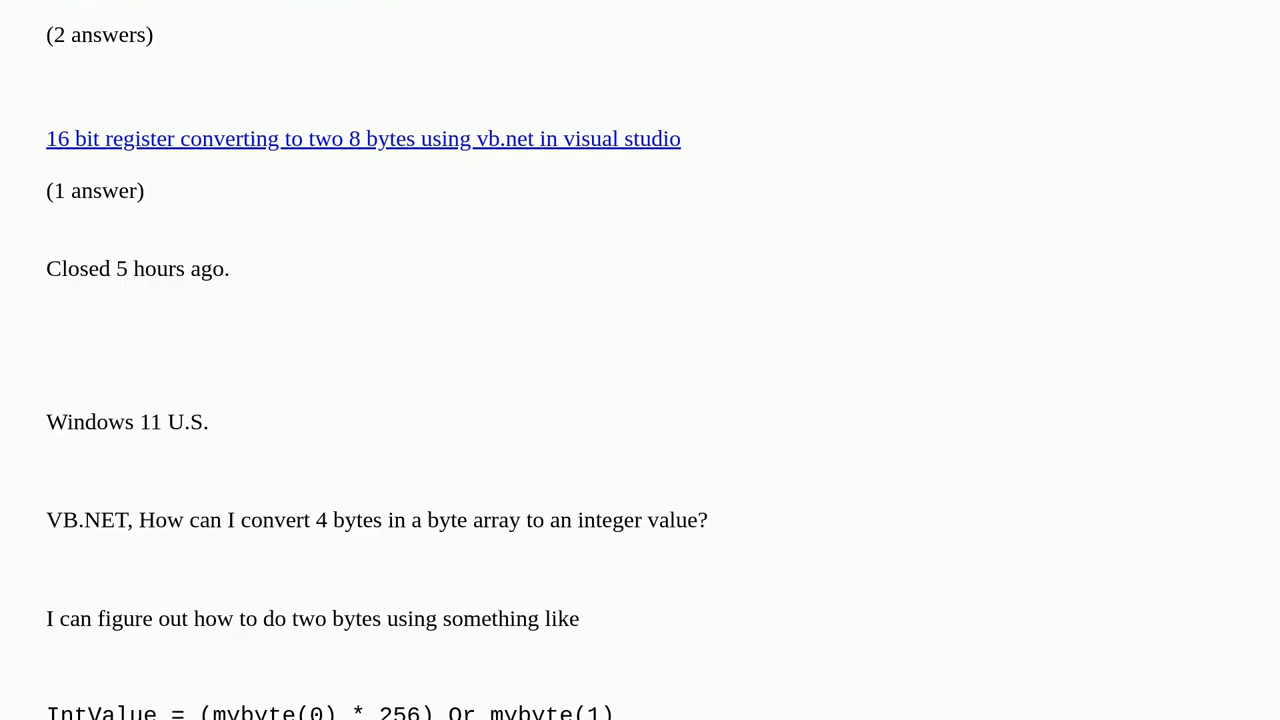 (2 answers)
16 bit register converting to two 8 bytes using vb.net in visual studio
(1 answer)
Closed 5 hours ago.
Windows 11 U.S.
VB.NET, How can I convert 4 bytes in a byte array to an integer value?
I can figure out how to do two bytes using something like
IntValue = (mybyte(0) * 256) Or mybyte(1)